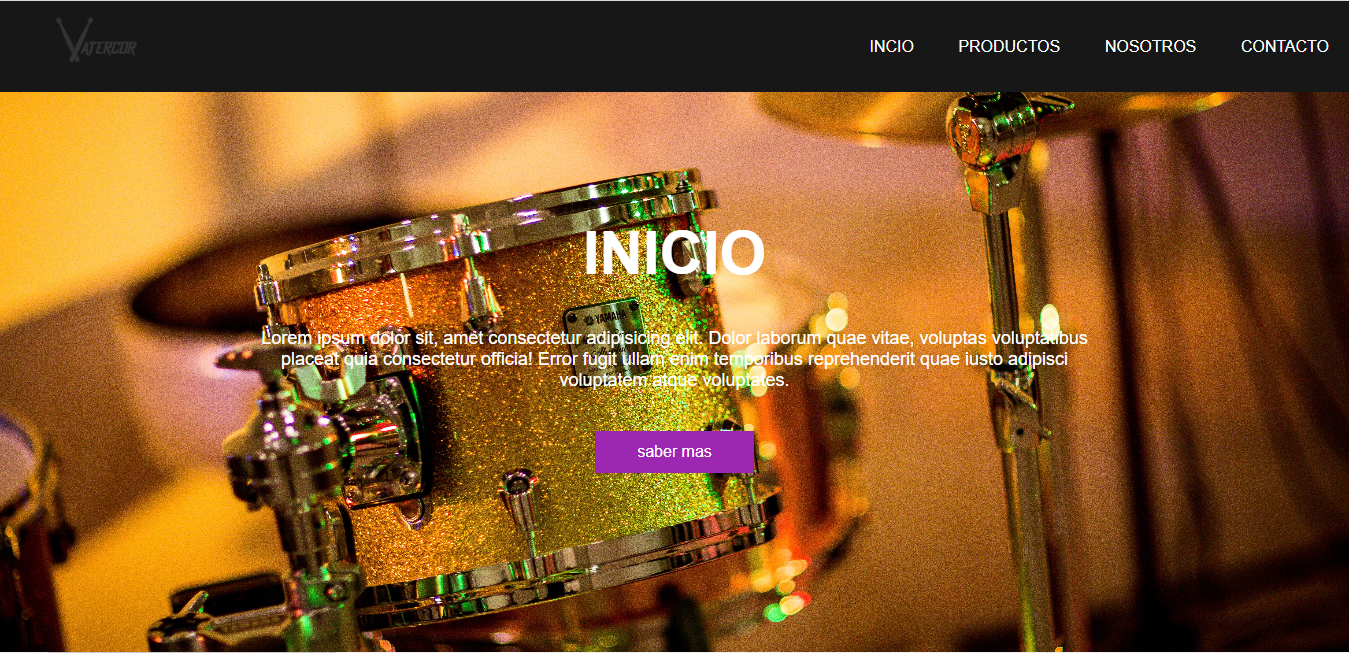 VATERCOR
INCIO PRODUCTOS NOSOTROS CONTACTO
INICIO
YAMAHA
Lorem ipsum dolor sit, amet consectetur adipisicing elit. Dolor laborum quae vitae, voluptas voluptatibus
placeat quia consectetur officia! Error fugit ullam enim temporibus reprehenderit quae iusto adipisci
voluptatem atque voluptates.
saber mas